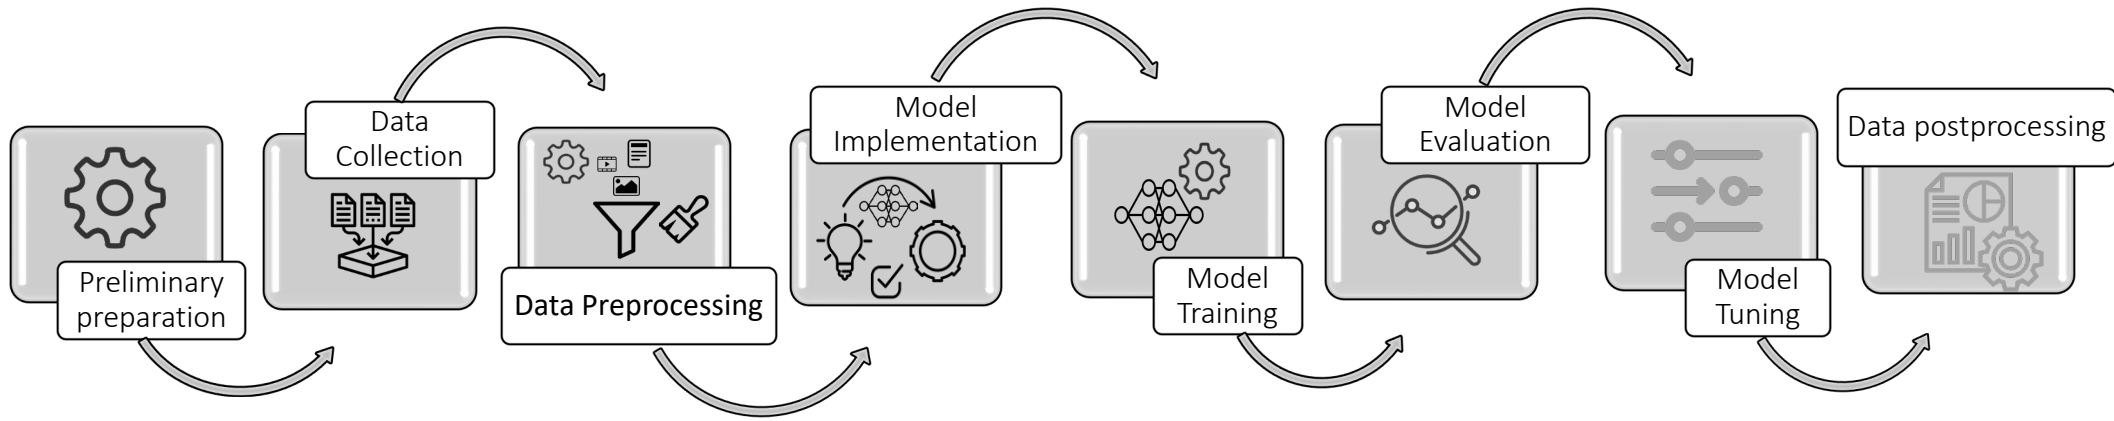 Preliminary
preparation
Data
Collection
Data Preprocessing
Model
Implementation
Model
Training
Model
Evaluation
Model
Tuning
Data postprocessing